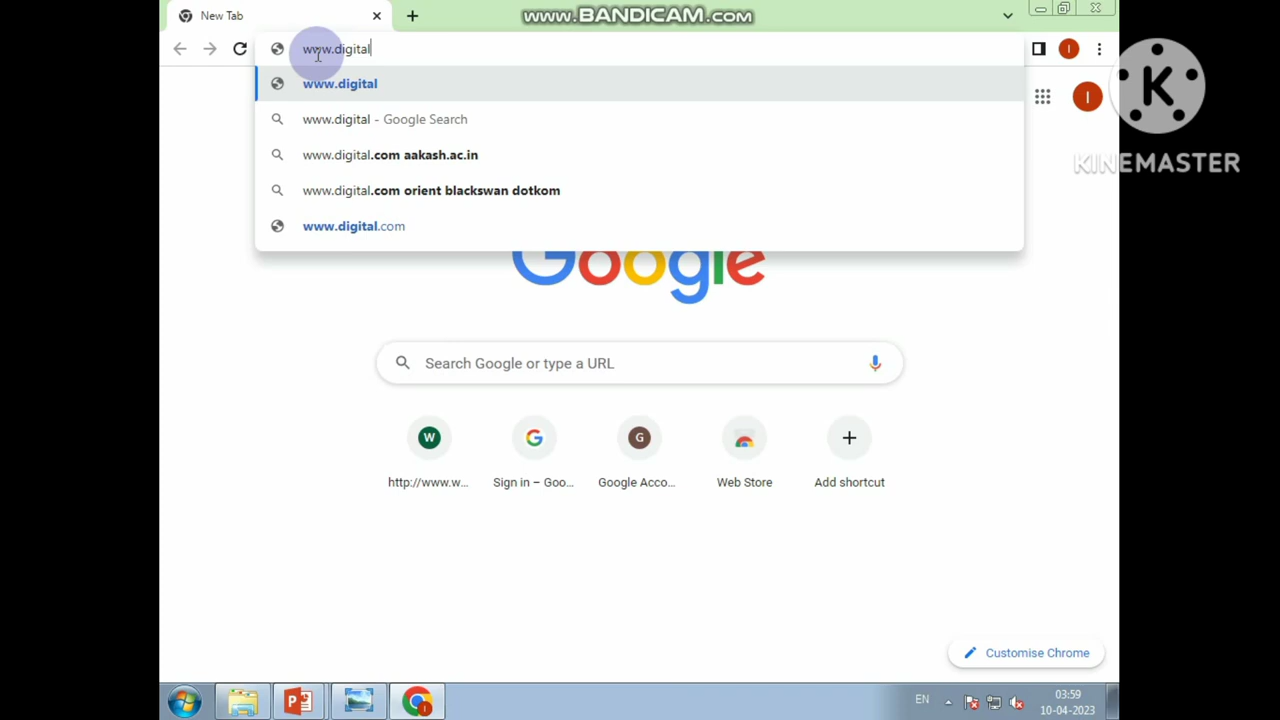 New Tab
www.BANDICAM.com
www.digital
I
www.digital
www.digital - Google Search
www.digital.com aakash.ac.in
www.digital.com orient blackswan dotkom
www.digital.com
I
K
KINEMASTER
Google
Search Google or type a URL
W
G
G
http://www.w...
Sign in – Goo...
Google Acco...
Web Store
Add shortcut
Customise Chrome
EN
03:59
10-04-2023